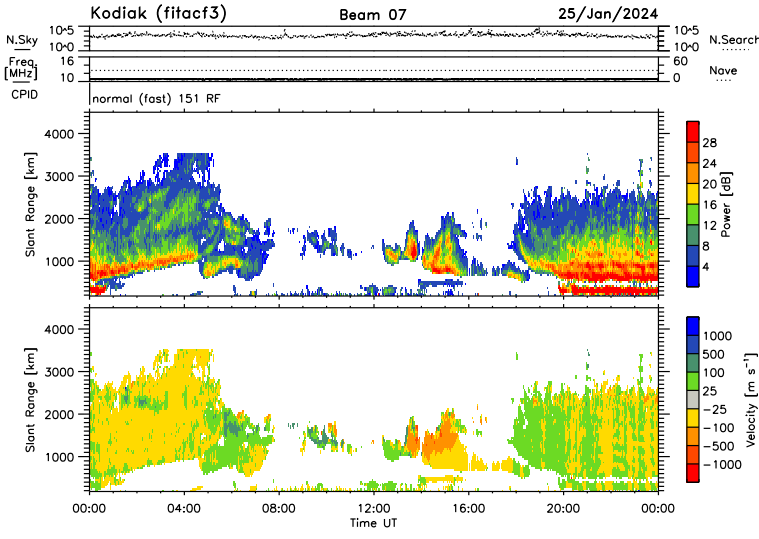 Kodiak (fitacf3) Beam 07 25/Jan/2024
N.Sky 10^5 10^0 10^5 10^0 N.Search
Freq. [MHz] 16 10 60 0 Nave
CPID normal (fast) 151 RF
Slant Range [km]
4000
3000
2000
1000
28
24
20
16
12
8
4
Power [dB]
Slant Range [km]
4000
3000
2000
1000
1000
500
100
25
−25
−100
−500
−1000
Velocity [m s⁻¹]
00:00 04:00 08:00 12:00 16:00 20:00 00:00
Time UT